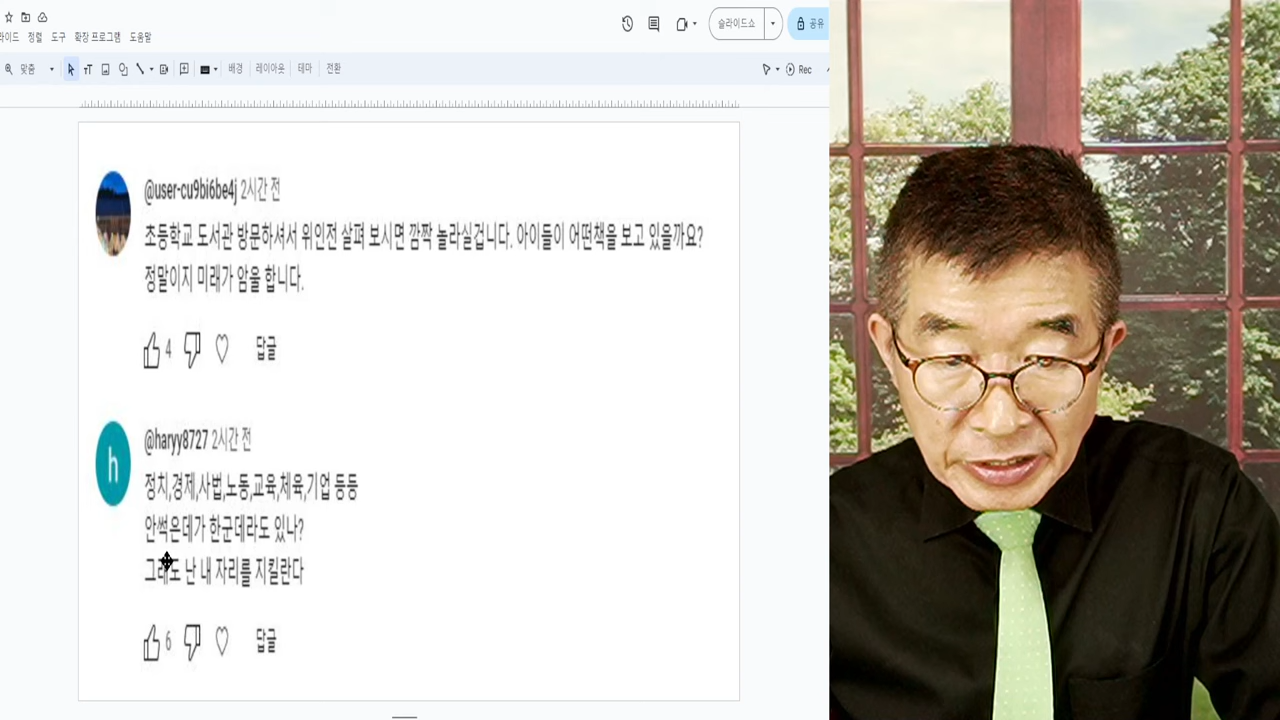 라이드 정렬 도구 확장 프로그램 도움말
슬라이드쇼
공유
맞춤
배경 레이아웃 테마 전환
Rec
@user-cu9bi6be4j 2시간 전
초등학교 도서관 방문하셔서 위인전 살펴 보시면 깜짝 놀라실겁니다. 아이들이 어떤책을 보고 있을까요?
정말이지 미래가 암울 합니다.
4 답글
h
@haryy8727 2시간 전
정치,경제,사법,노동,교육,체육,기업 등등
안썩은데가 한군데라도 있나?
그래도 난 내 자리를 지킬란다
6 답글